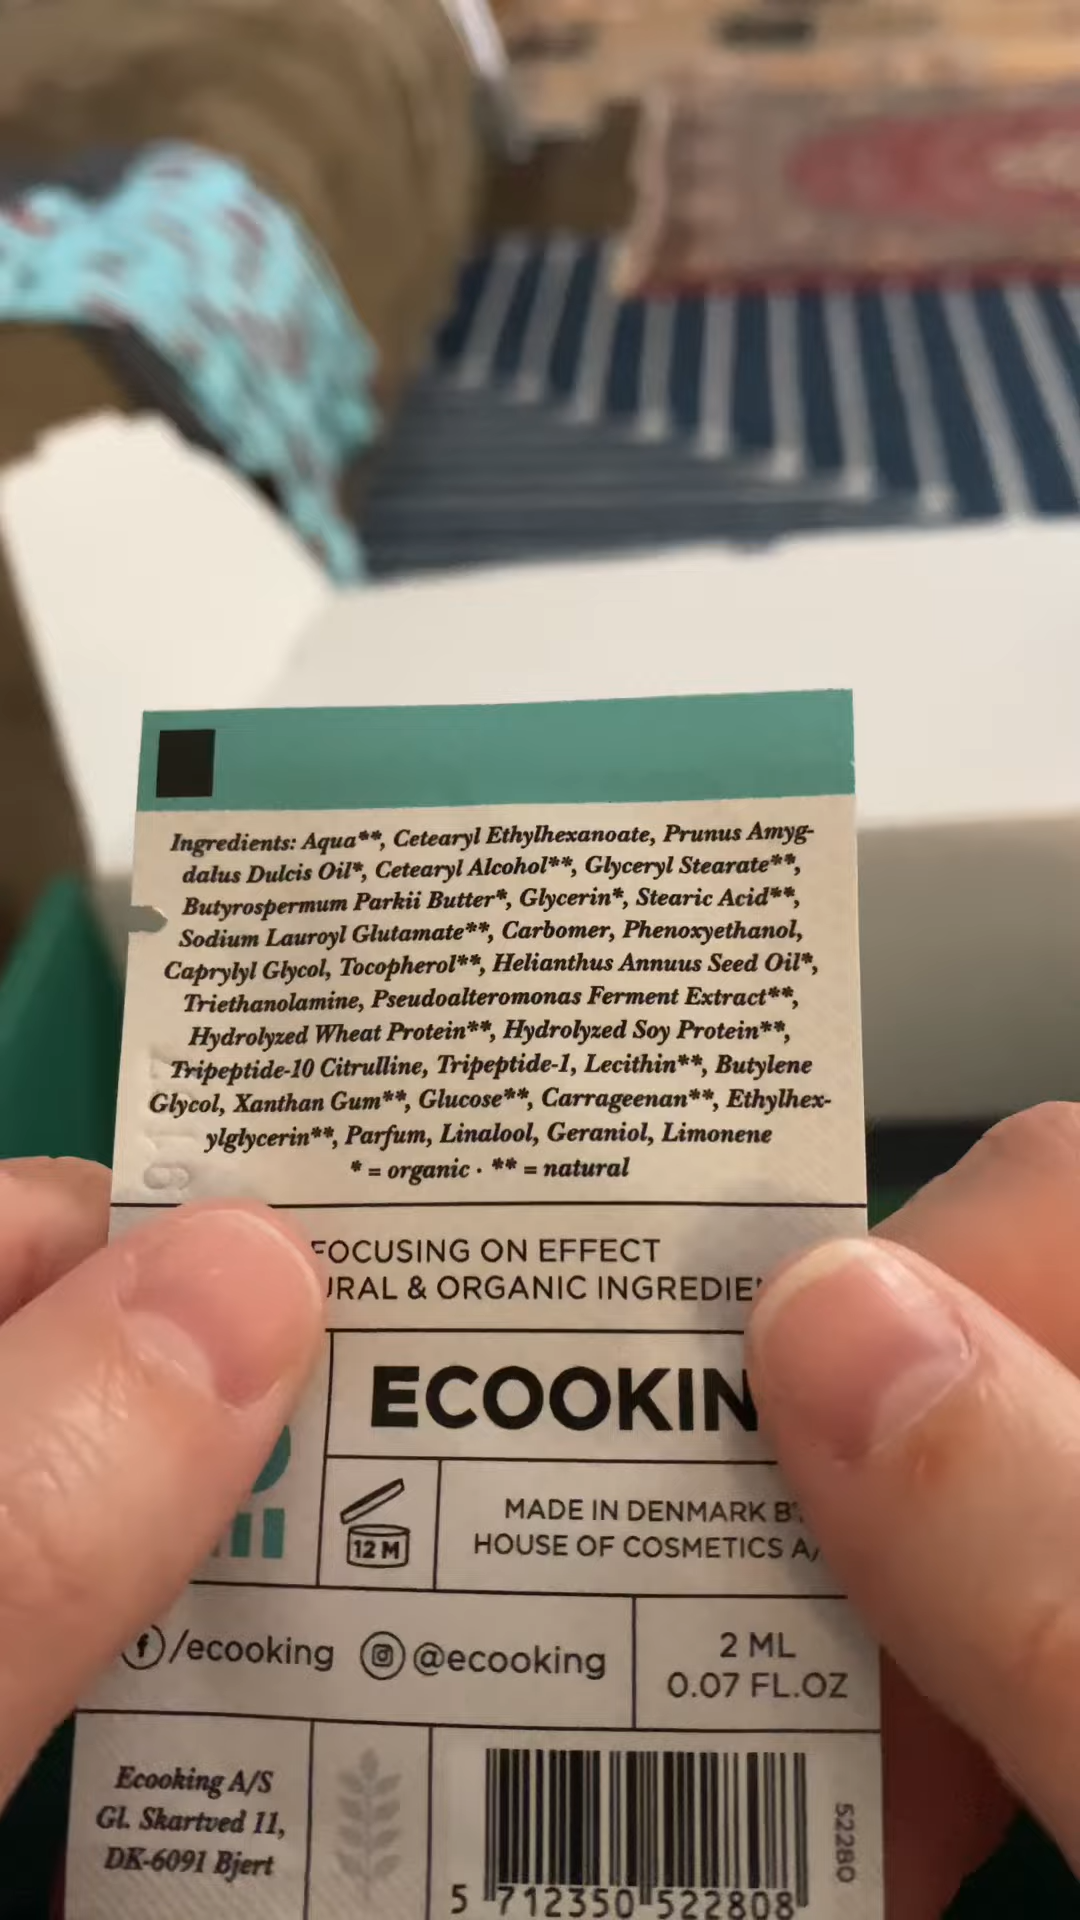 Ingredients: Aqua**, Cetearyl Ethylhexanoate, Prunus Amyg-
dalus Dulcis Oil*, Cetearyl Alcohol**, Glyceryl Stearate**,
Butyrospermum Parkii Butter*, Glycerin*, Stearic Acid**,
Sodium Lauroyl Glutamate**, Carbomer, Phenoxyethanol,
Caprylyl Glycol, Tocopherol**, Helianthus Annuus Seed Oil*,
Triethanolamine, Pseudoalteromonas Ferment Extract**,
Hydrolyzed Wheat Protein**, Hydrolyzed Soy Protein**,
Tripeptide-10 Citrulline, Tripeptide-1, Lecithin**, Butylene
Glycol, Xanthan Gum**, Glucose**, Carrageenan**, Ethylhex-
ylglycerin**, Parfum, Linalool, Geraniol, Limonene
* = organic · ** = natural
FOCUSING ON EFFECT
& ORGANIC
ECOOKIN
12 M
MADE IN DENMARK
HOUSE OF COSMETICS
/ecooking @ecooking
2 ML
0.07 FL.OZ
Ecooking A/S
Gl. Skartved 11,
DK-6091 Bjert
52280
5 712350 522808